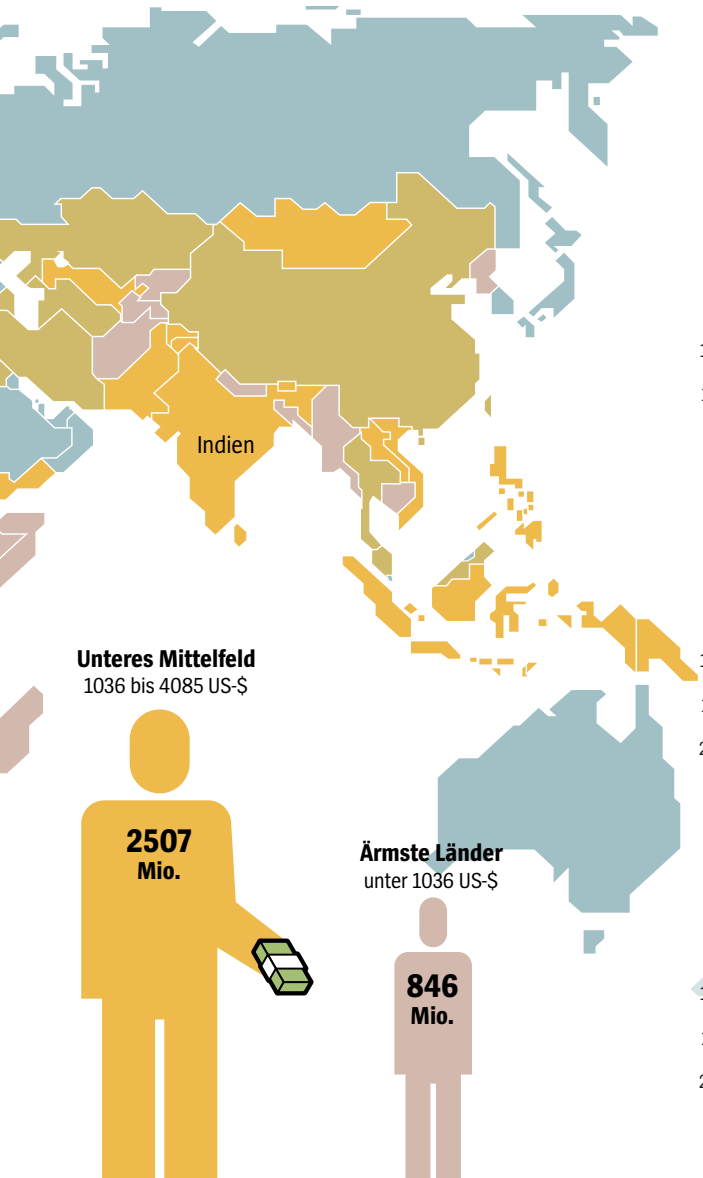 Indien
Unteres Mittelfeld
1036 bis 4085 US-$
2507
Mio.
Ärmste Länder
unter 1036 US-$
846
Mio.